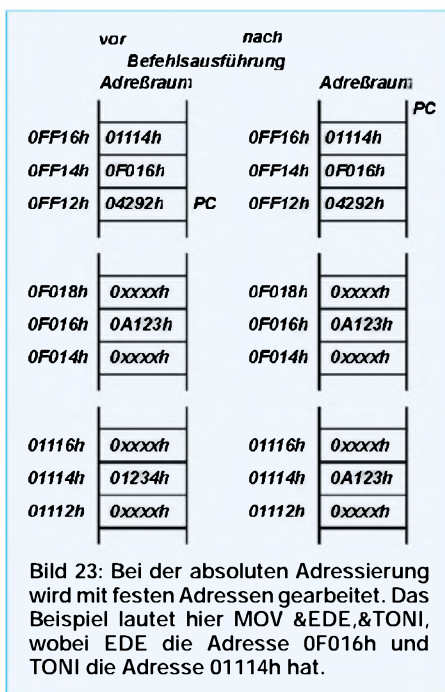 vor nach
Befehlsausführung
Adreßraum Adreßraum
PC
0FF16h 01114h 0FF16h 01114h
0FF14h 0F016h 0FF14h 0F016h
0FF12h 04292h PC 0FF12h 04292h
0F018h 0xxxxh 0F018h 0xxxxh
0F016h 0A123h 0F016h 0A123h
0F014h 0xxxxh 0F014h 0xxxxh
01116h 0xxxxh 01116h 0xxxxh
01114h 01234h 01114h 0A123h
01112h 0xxxxh 01112h 0xxxxh
Bild 23: Bei der absoluten Adressierung
wird mit festen Adressen gearbeitet. Das
Beispiel lautet hier MOV &EDE,&TONI,
wobei EDE die Adresse 0F016h und
TONI die Adresse 01114h hat.